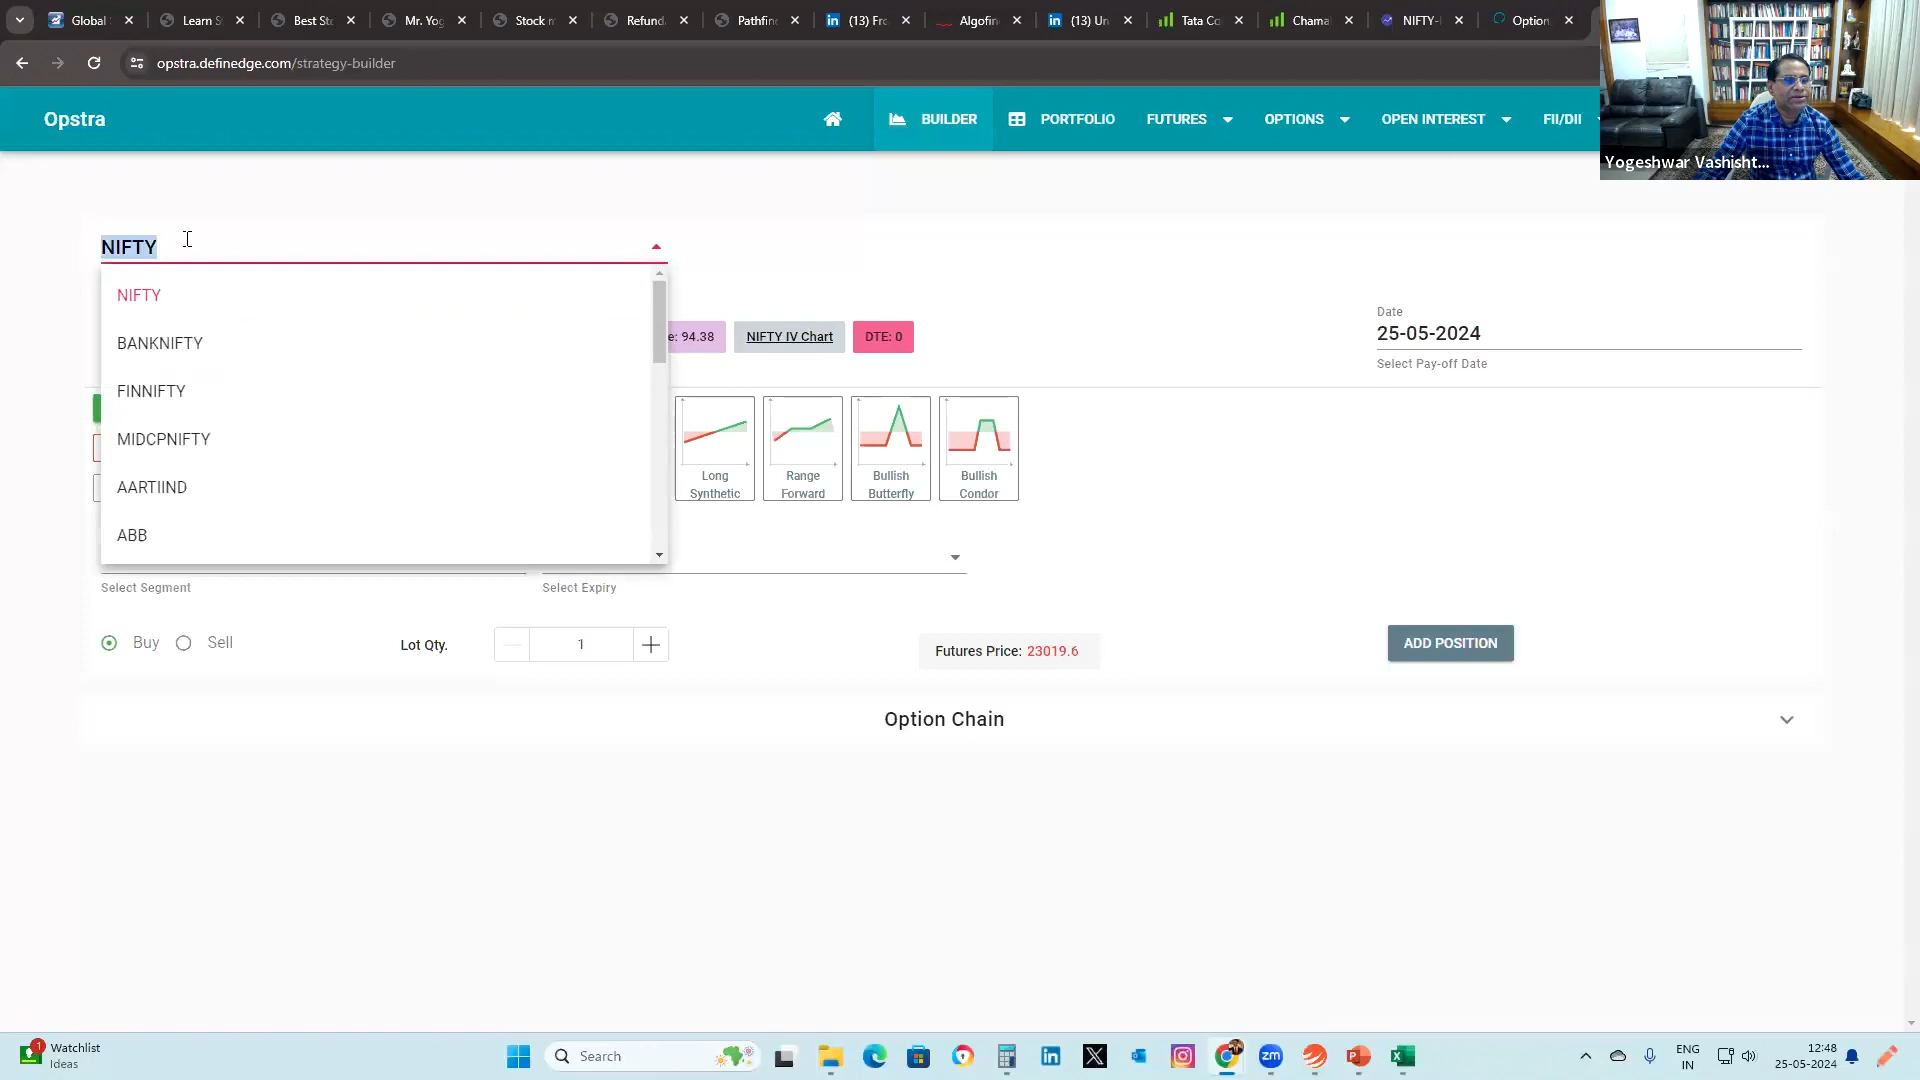 Global
Learn S
Best St
Mr. Yog
Stock m
Refund
Pathfin
(13) Fr
Algofin
(13) Un
Tata Co
Chama
NIFTY-
Option
opstra.definedge.com/strategy-builder
Opstra
BUILDER
PORTFOLIO
FUTURES
OPTIONS
OPEN INTEREST
FII/DII
Yogeshwar Vashisht...
NIFTY
NIFTY
BANKNIFTY
FINNIFTY
MIDCPNIFTY
AARTIIND
ABB
e: 94.38
NIFTY IV Chart
DTE: 0
Date
25-05-2024
Select Pay-off Date
Long
Synthetic
Range
Forward
Bullish
Butterfly
Bullish
Condor
Select Segment
Select Expiry
Buy
Sell
Lot Qty.
1
Futures Price: 23019.6
ADD POSITION
Option Chain
1
Watchlist
Ideas
Search
zm
ENG
IN
12:48
25-05-2024